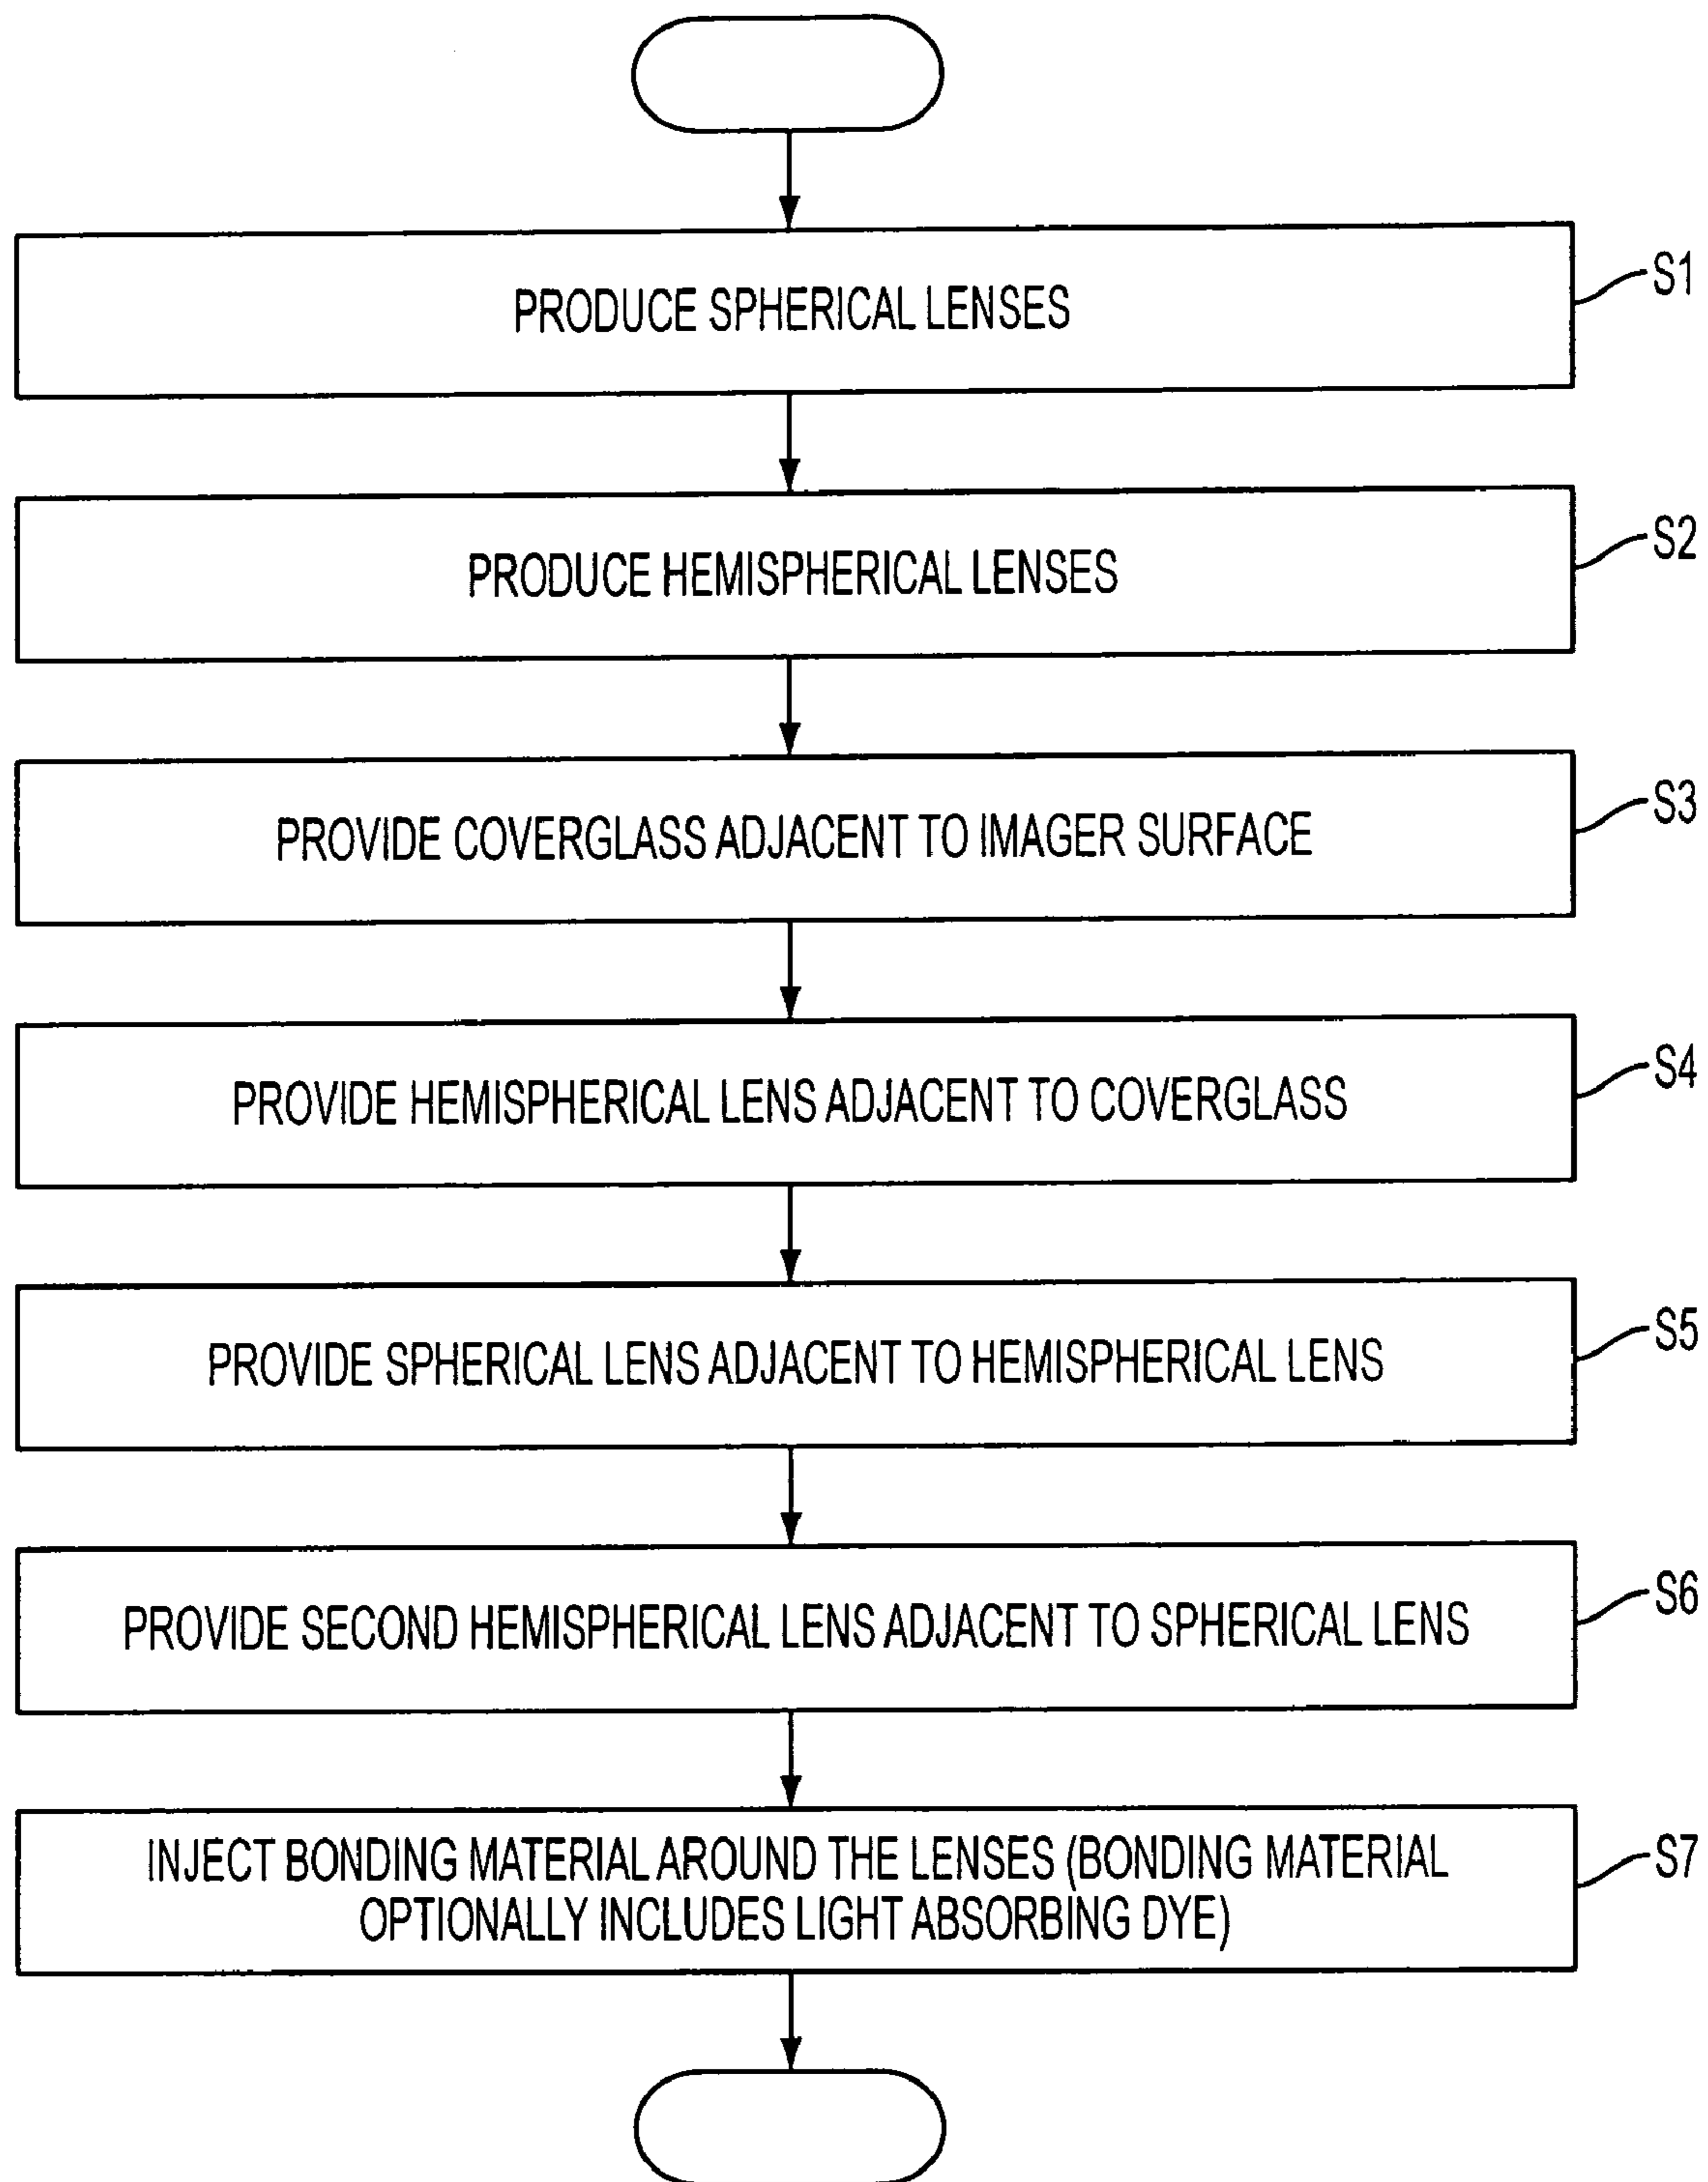 PRODUCE SPHERICAL LENSES
S1
PRODUCE HEMISPHERICAL LENSES
S2
PROVIDE COVERGLASS ADJACENT TO IMAGER SURFACE
S3
PROVIDE HEMISPHERICAL LENS ADJACENT TO COVERGLASS
S4
PROVIDE SPHERICAL LENS ADJACENT TO HEMISPHERICAL LENS
S5
PROVIDE SECOND HEMISPHERICAL LENS ADJACENT TO SPHERICAL LENS
S6
INJECT BONDING MATERIAL AROUND THE LENSES (BONDING MATERIAL
OPTIONALLY INCLUDES LIGHT ABSORBING DYE)
S7